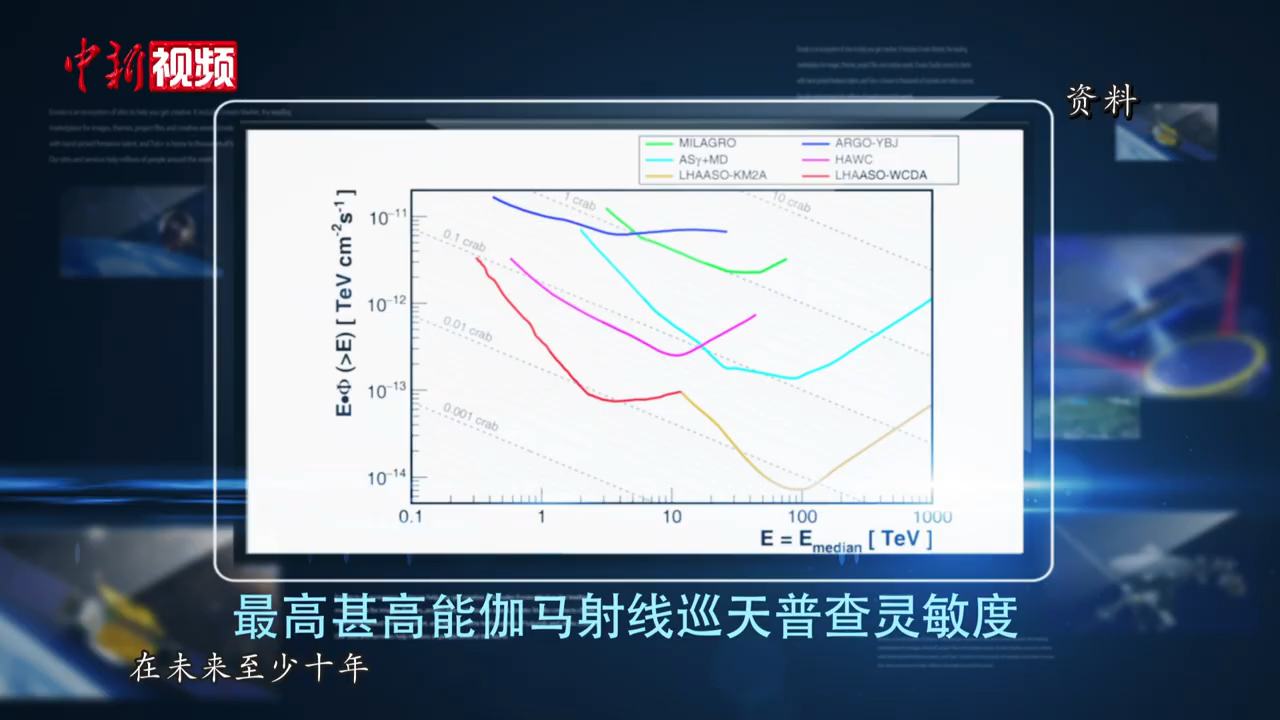 中新视频
资料
MILAGRO
ARGO-YBJ
ASγ+MD
HAWC
LHAASO-KM2A
LHAASO-WCDA
1 crab
10 crab
0.1 crab
0.01 crab
0.001 crab
E•Φ (>E) [ TeV cm⁻²s⁻¹ ]
10⁻¹¹
10⁻¹²
10⁻¹³
10⁻¹⁴
0.1
1
10
100
1000
E = Emedian [ TeV ]
最高甚高能伽马射线巡天普查灵敏度
在未来至少十年